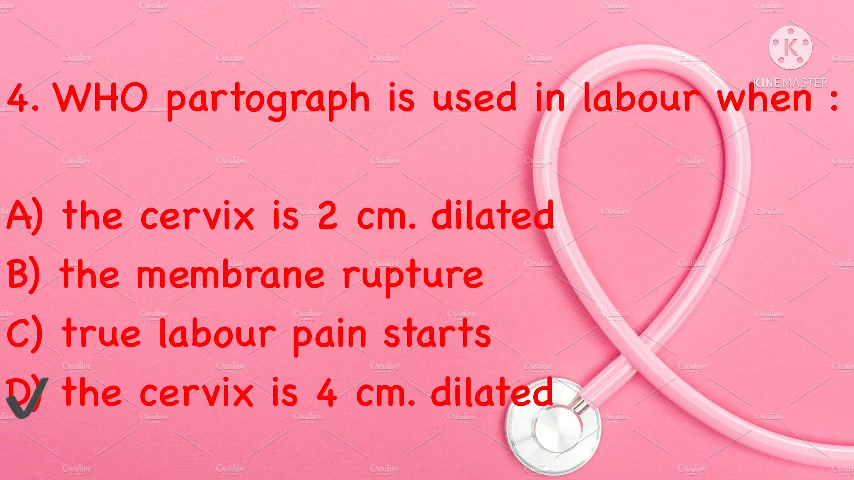 KINEMASTER
4. WHO partograph is used in labour when :
A) the cervix is 2 cm. dilated
B) the membrane rupture
C) true labour pain starts
D) the cervix is 4 cm. dilated